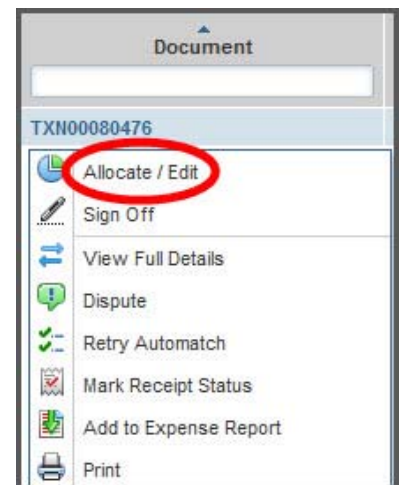 Document
TXN00080476
Allocate / Edit
Sign Off
View Full Details
Dispute
Retry Automatch
Mark Receipt Status
Add to Expense Report
Print